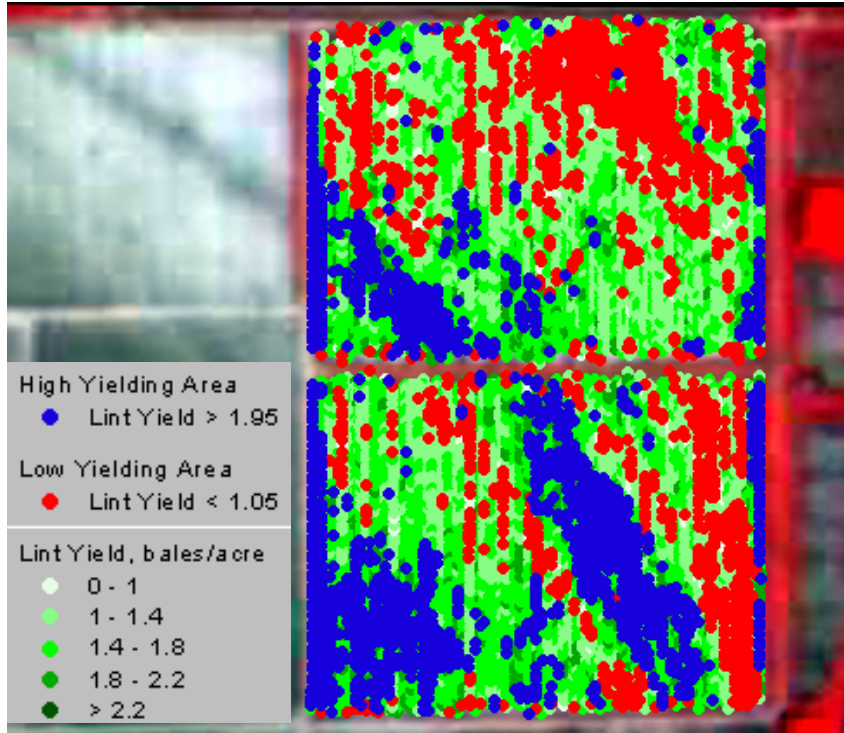 High Yielding Area
Lint Yield > 1.95
Low Yielding Area
Lint Yield < 1.05
Lint Yield, bales/acre
0 - 1
1 - 1.4
1.4 - 1.8
1.8 - 2.2
> 2.2